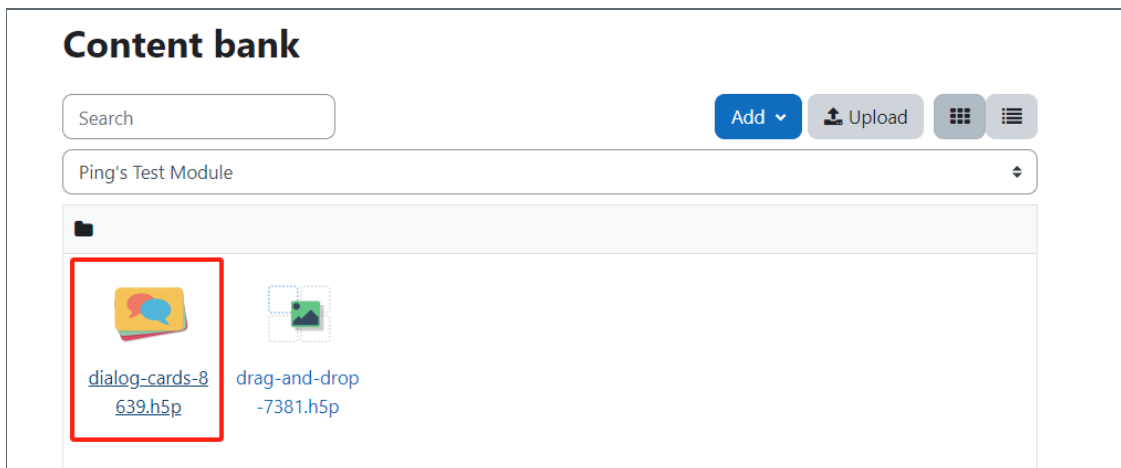 Content bank
Search
Add
Upload
Ping's Test Module
dialog-cards-8
639.h5p
drag-and-drop
-7381.h5p